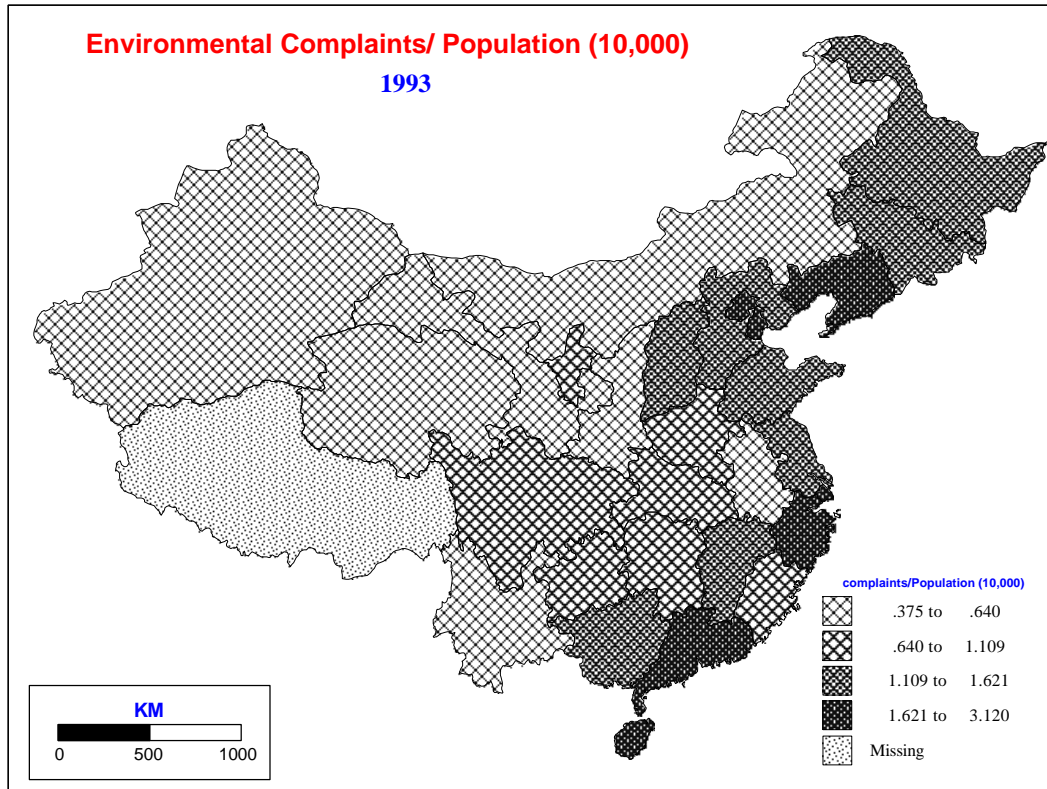 Environmental Complaints/ Population (10,000)
1993
complaints/Population (10,000)
.375 to .640
.640 to 1.109
1.109 to 1.621
1.621 to 3.120
Missing
KM
0 500 1000